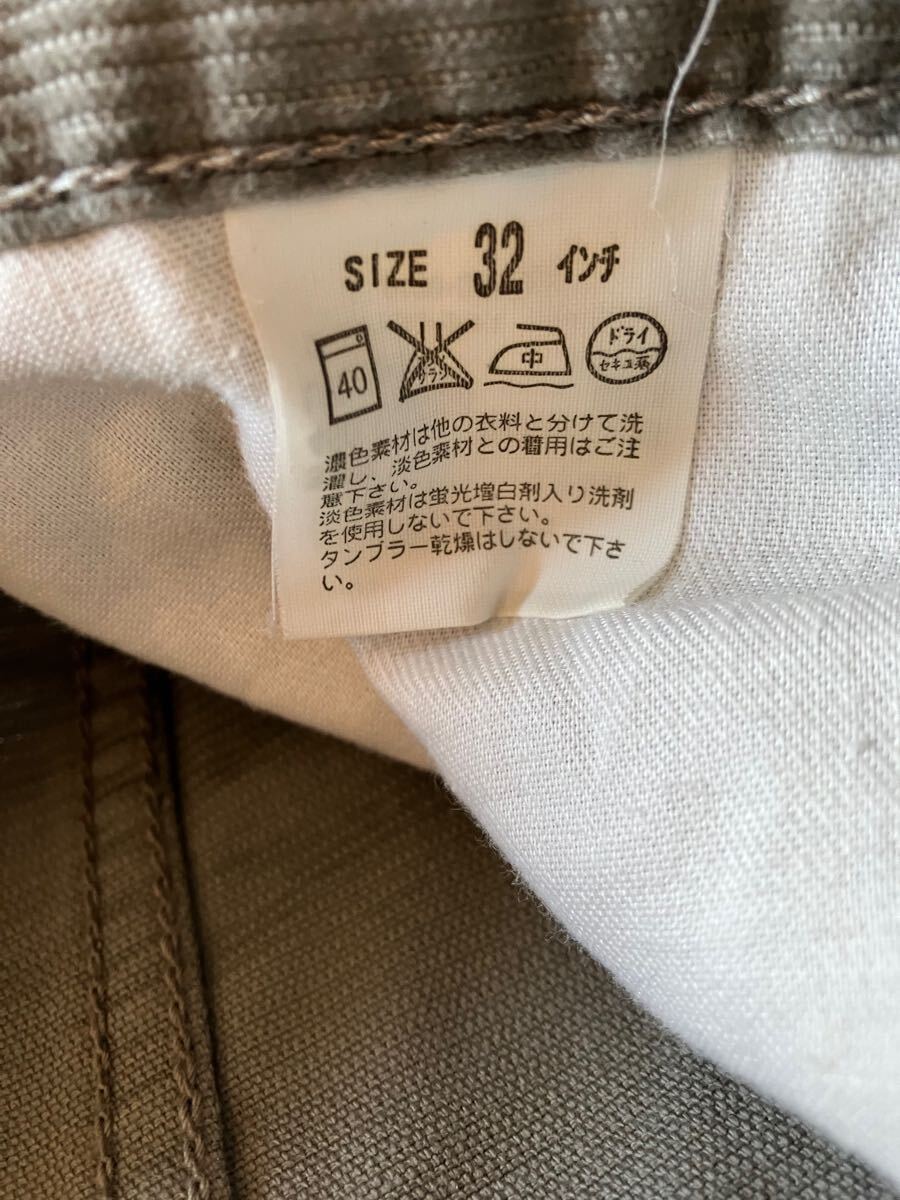 SIZE 32 インチ
40 サラシ 中 ドライ
セキユ系
濃色素材は他の衣料と分けて洗
濯し、淡色素材との着用はご注
意下さい。
淡色素材は蛍光増白剤入り洗剤
を使用しないで下さい。
タンブラー乾燥はしないで下さ
い。